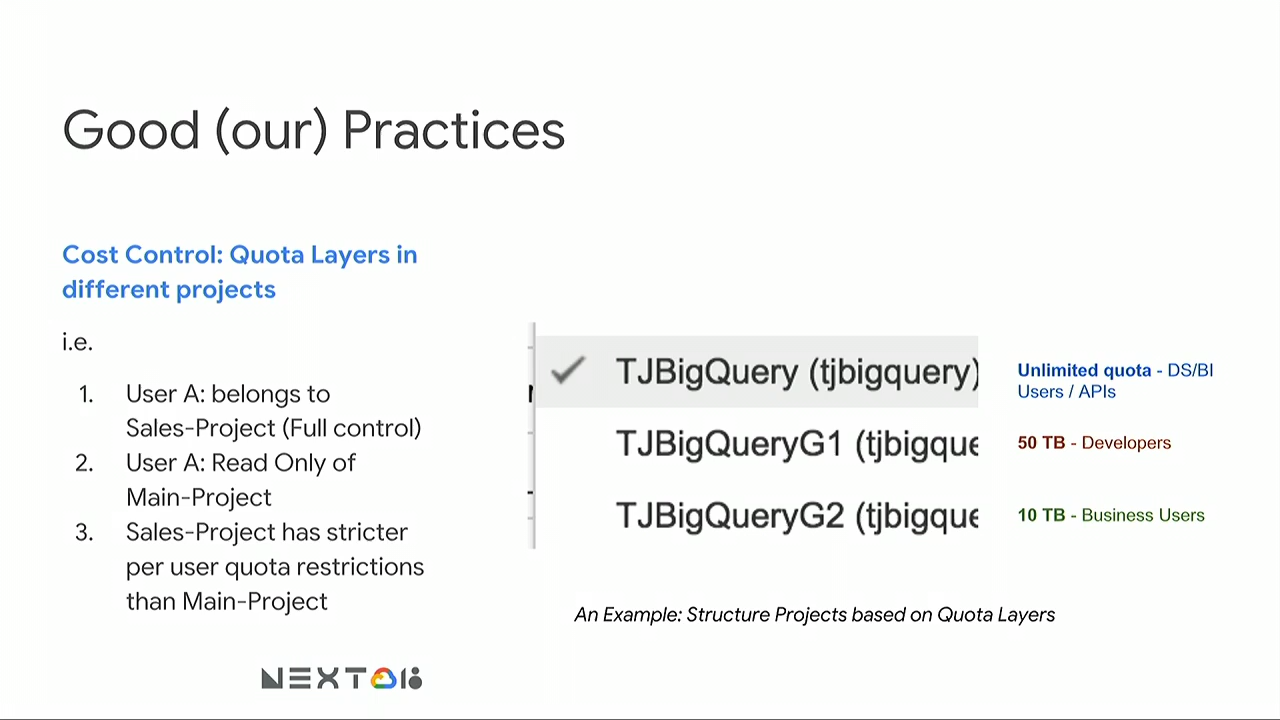 Good (our) Practices
Cost Control: Quota Layers in
different projects
i.e.
1. User A: belongs to
Sales-Project (Full control)
2. User A: Read Only of
Main-Project
3. Sales-Project has stricter
per user quota restrictions
than Main-Project
TJBigQuery (tjbigquery)
Unlimited quota - DS/BI
Users / APIs
TJBigQueryG1 (tjbigque
50 TB - Developers
TJBigQueryG2 (tjbigque
10 TB - Business Users
An Example: Structure Projects based on Quota Layers
NEXT 18